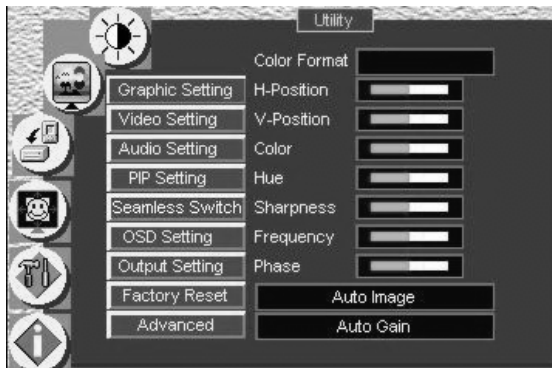 Utility
Color Format
Graphic Setting H-Position
Video Setting V-Position
Audio Setting Color
PIP Setting Hue
Seamless Switch Sharpness
OSD Setting Frequency
Output Setting Phase
Factory Reset Auto Image
Advanced Auto Gain